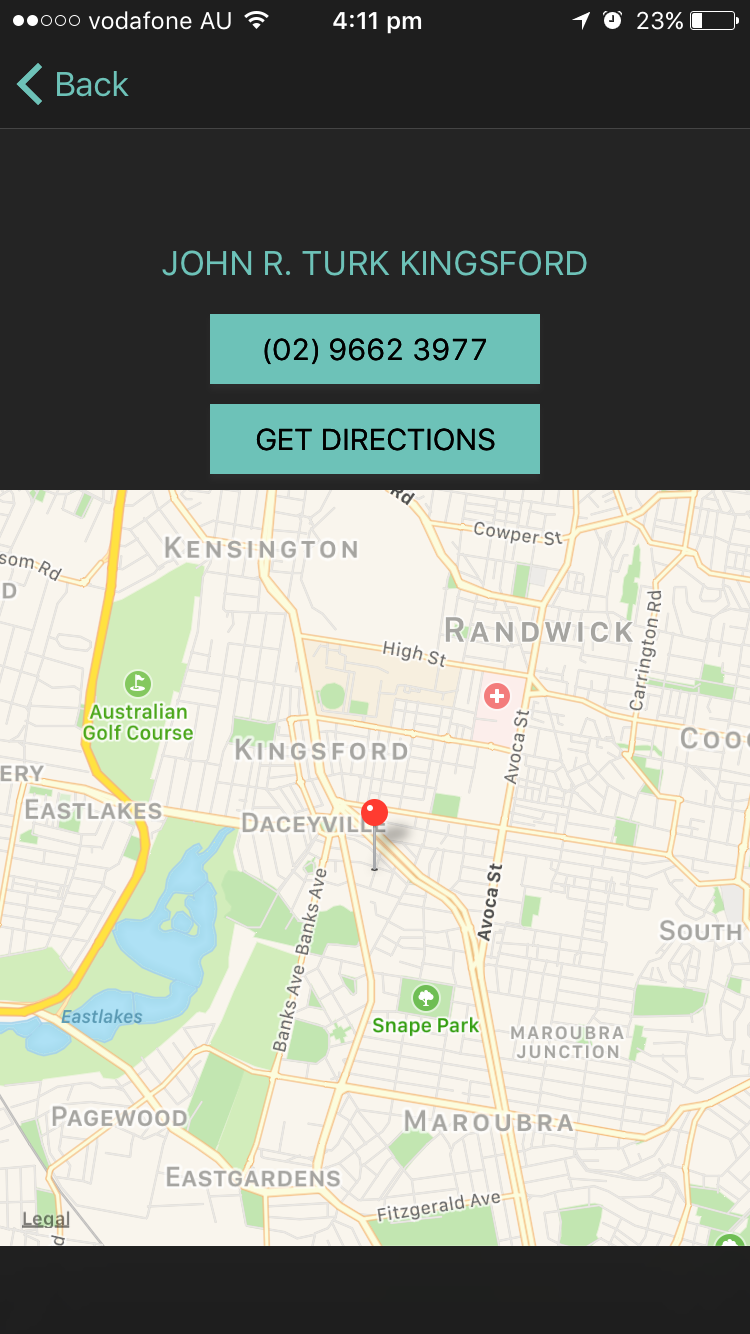 vodafone AU 4:11 pm 23%
Back
JOHN R. TURK KINGSFORD
(02) 9662 3977
GET DIRECTIONS
Rd
Cowper St
KENSINGTON
som Rd
D
RANDWICK
Carrington Rd
High St
Australian
Golf Course
Avoca St
KINGSFORD
COO
ERY
EASTLAKES
DACEYVILLE
Avoca St
Banks Ave
SOUTH
Banks Ave
Eastlakes
Snape Park
MAROUBRA
JUNCTION
PAGEWOOD
MAROUBRA
EASTGARDENS
Fitzgerald Ave
Legal
d